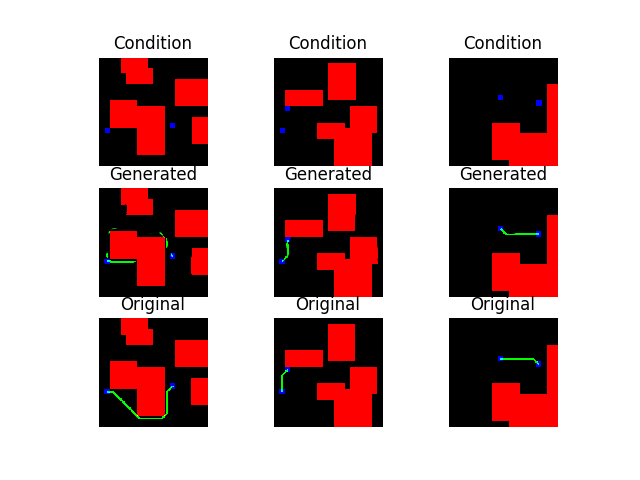 Condition Condition Condition
Generated Generated Generated
Original Original Original